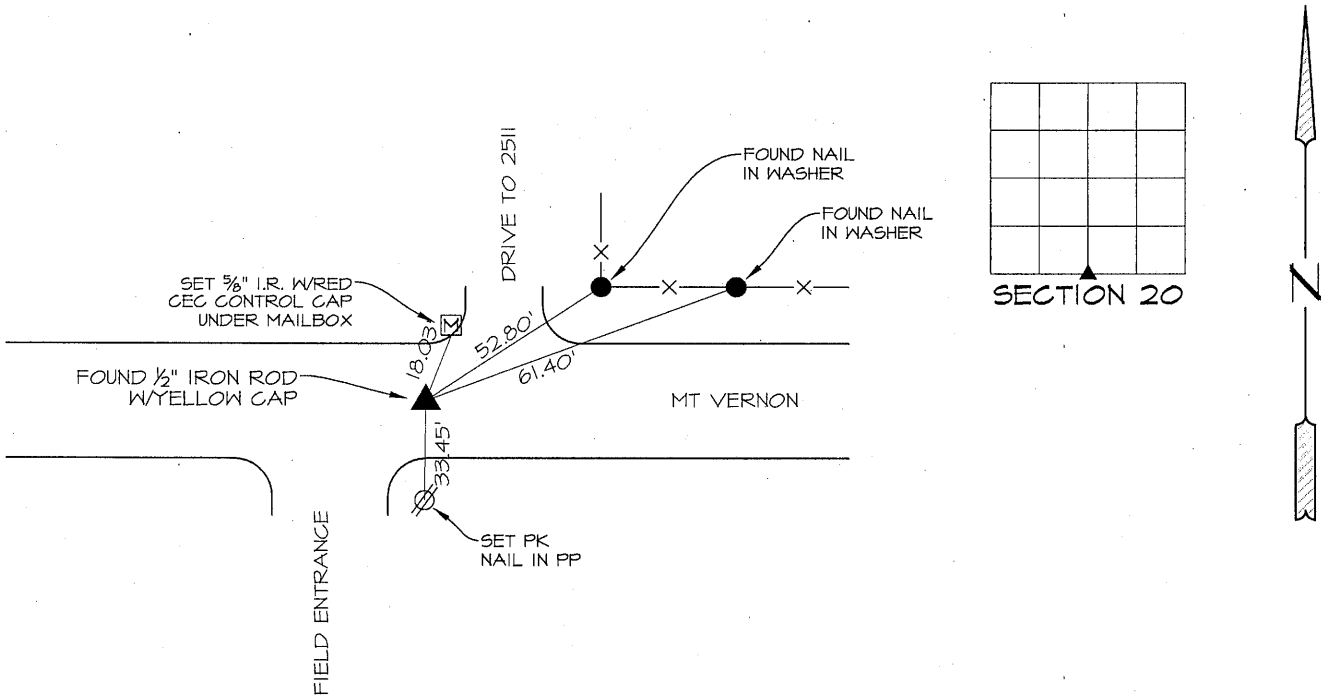 FOUND NAIL
IN WASHER
FOUND NAIL
IN WASHER
DRIVE TO 2511
SET 5/8" I.R. W/RED
CEC CONTROL CAP
UNDER MAILBOX
M
18.03
52.80'
61.40'
FOUND 1/2" IRON ROD
W/YELLOW CAP
MT VERNON
33.45'
SET PK
NAIL IN PP
FIELD ENTRANCE
SECTION 20
N